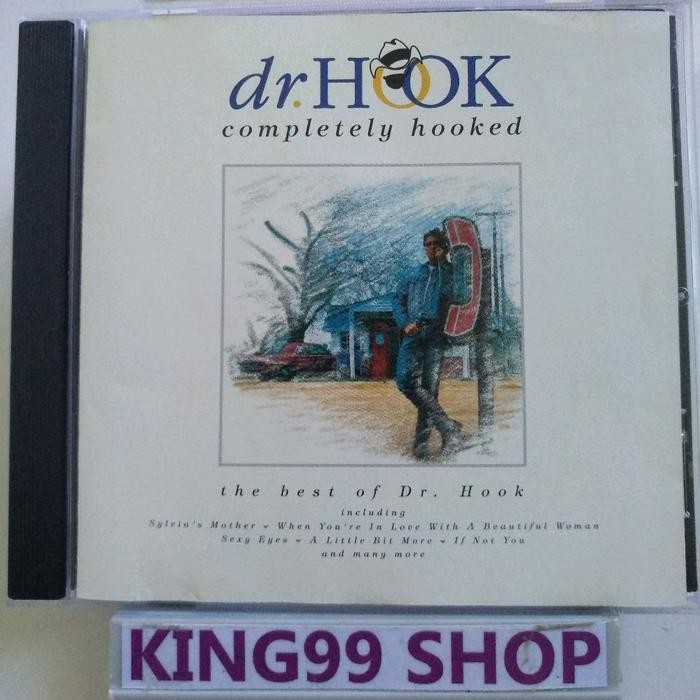 dr. HOOK
completely hooked
the best of Dr. Hook
including
Sylvia's Mother - When You're In Love With A Beautiful Woman
Sexy Eyes - A Little Bit More - If Not You
and many more
KING99 SHOP